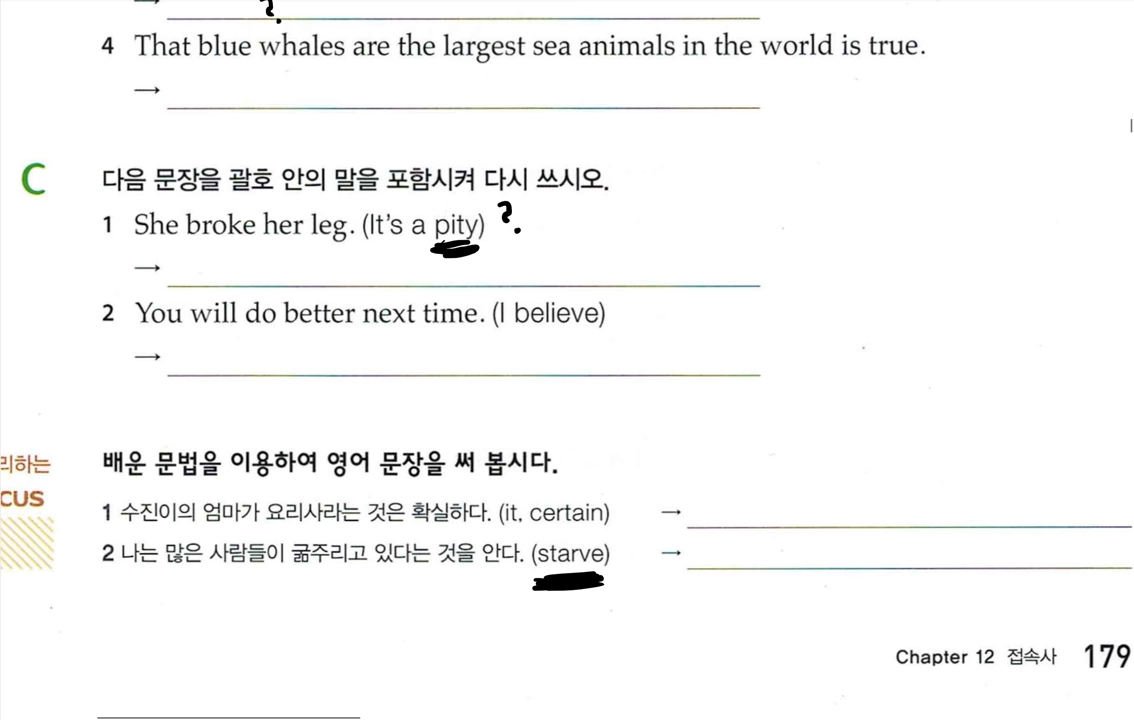 ?
4 That blue whales are the largest sea animals in the world is true.
→
C 다음 문장을 괄호 안의 말을 포함시켜 다시 쓰시오.
1 She broke her leg. (It's a pity) ?
→
2 You will do better next time. (I believe)
→
리하는 배운 문법을 이용하여 영어 문장을 써 봅시다.
CUS
1 수진이의 엄마가 요리사라는 것은 확실하다. (it, certain) →
2 나는 많은 사람들이 굶주리고 있다는 것을 안다. (starve) →
Chapter 12 접속사 179